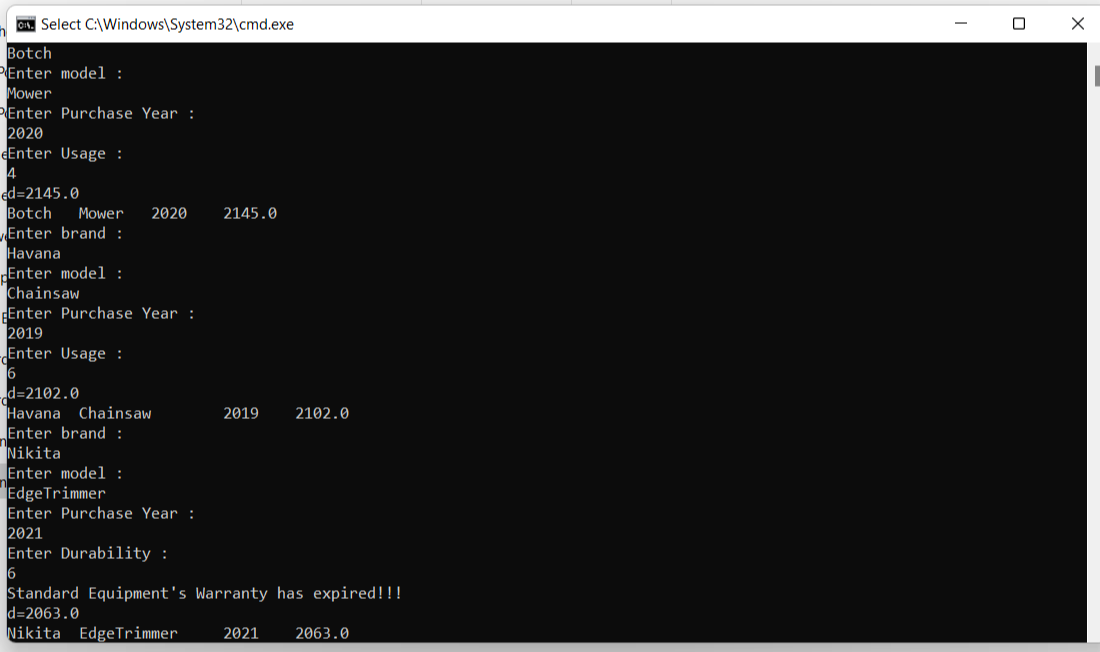 Select C:\Windows\System32\cmd.exe
Botch
Enter model :
Mower
Enter Purchase Year :
2020
Enter Usage :
4
d=2145.0
Botch   Mower   2020    2145.0
Enter brand :
Havana
Enter model :
Chainsaw
Enter Purchase Year :
2019
Enter Usage :
6
d=2102.0
Havana  Chainsaw        2019    2102.0
Enter brand :
Nikita
Enter model :
EdgeTrimmer
Enter Purchase Year :
2021
Enter Durability :
6
Standard Equipment's Warranty has expired!!!
d=2063.0
Nikita  EdgeTrimmer     2021    2063.0